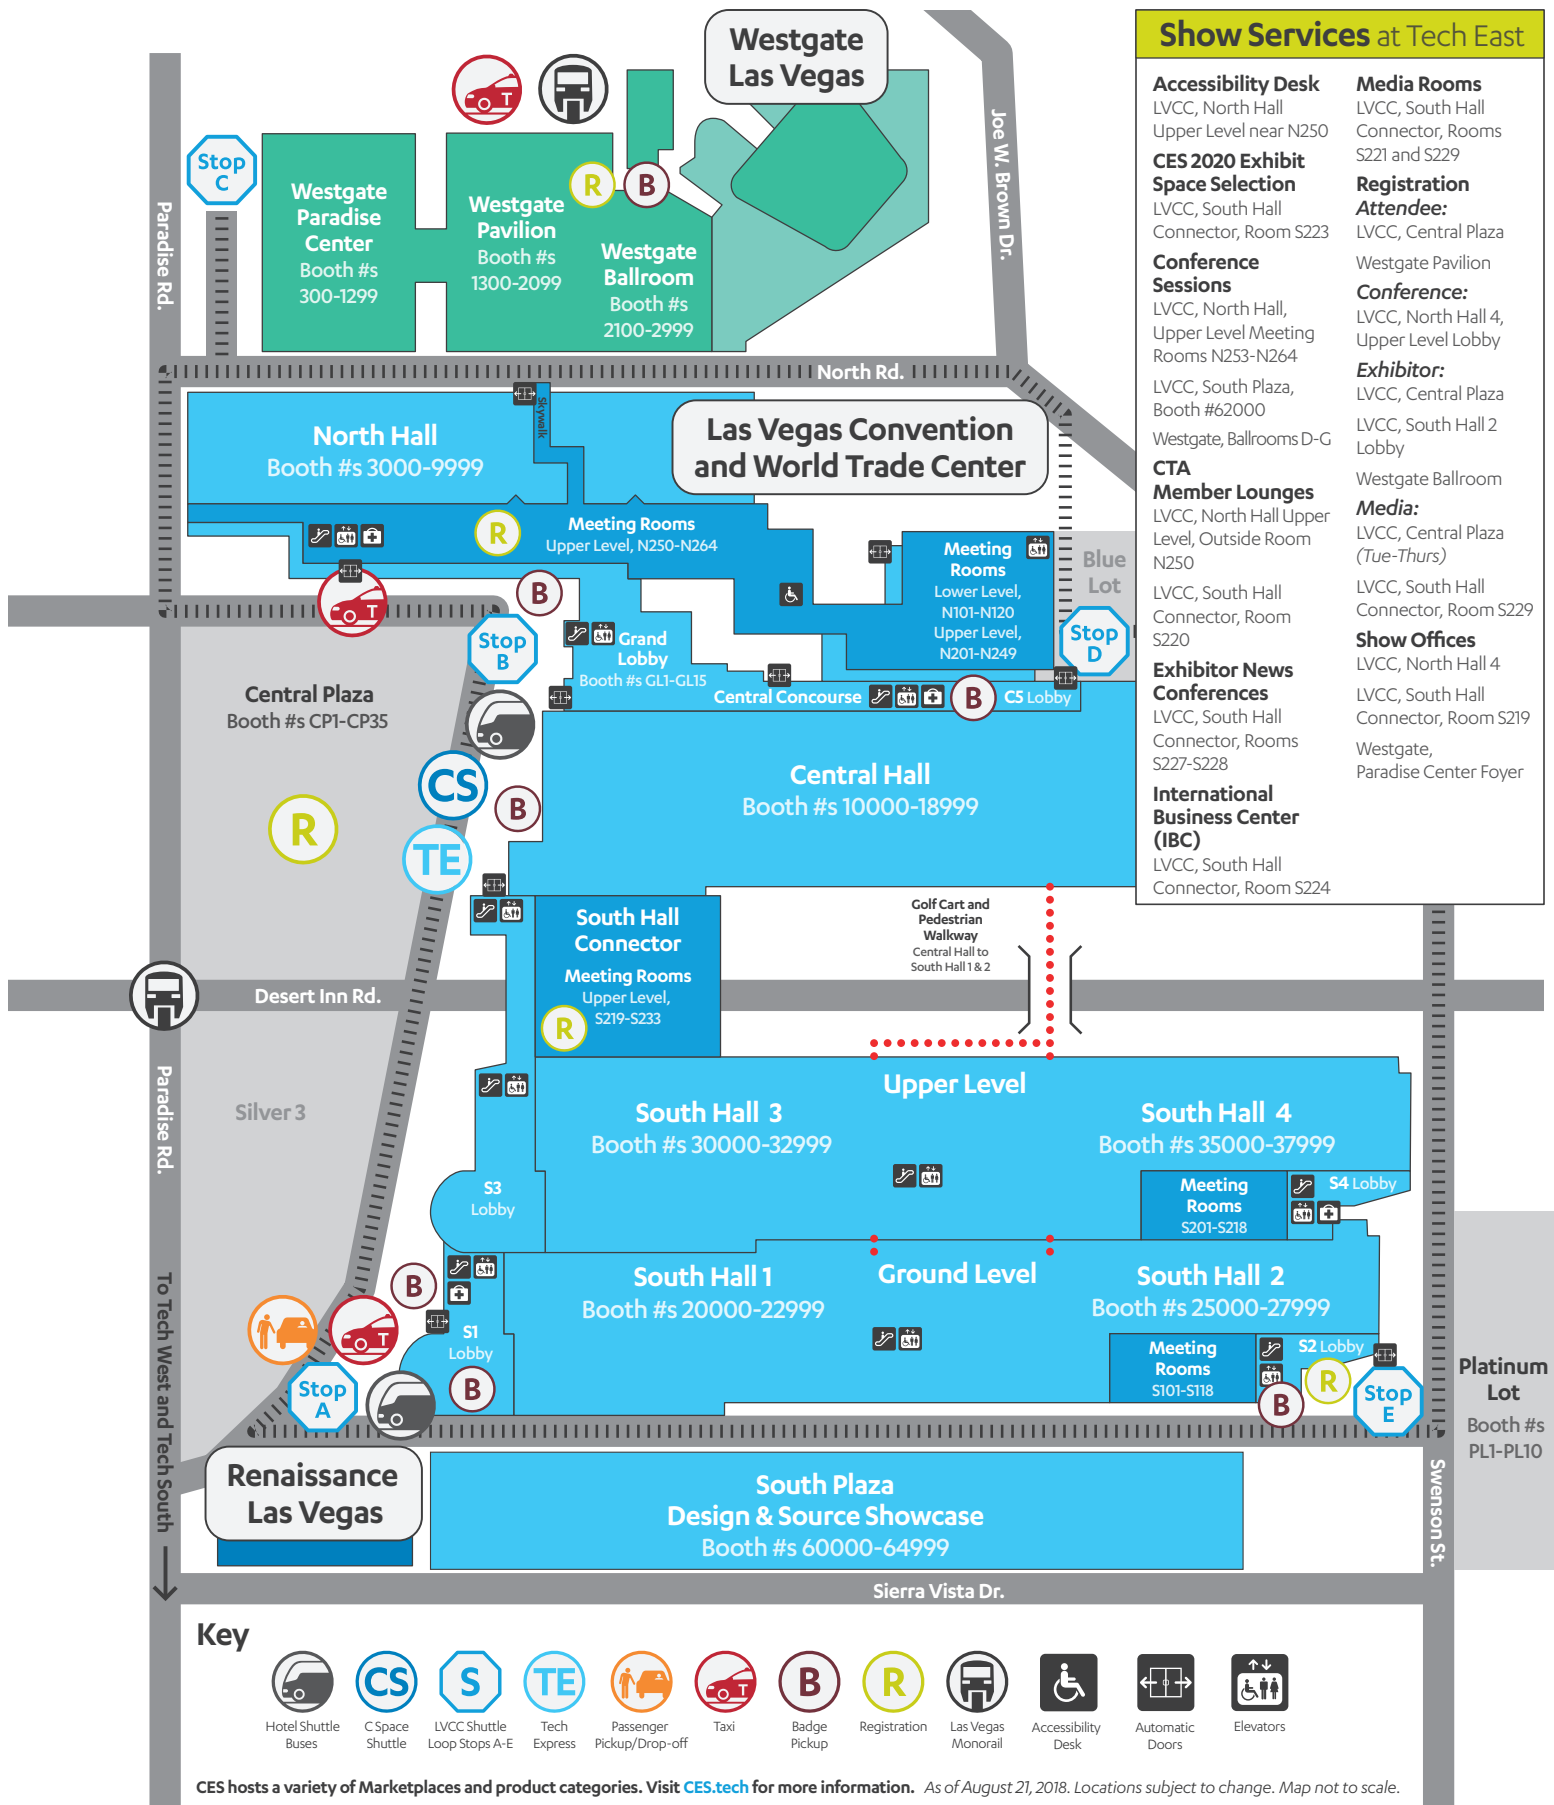 Westgate
Las Vegas
Stop
C
Westgate
Paradise
Center
Booth #s
300-1299
Westgate
Pavilion
Booth #s
1300-2099
R
B
Westgate
Ballroom
Booth #s
2100-2999
T
Joe W. Brown Dr.
Paradise Rd.
North Rd.
Show Services at Tech East
Accessibility Desk
LVCC, North Hall
Upper Level near N250
CES 2020 Exhibit
Space Selection
LVCC, South Hall
Connector, Room S223
Conference
Sessions
LVCC, North Hall,
Upper Level Meeting
Rooms N253-N264
LVCC, South Plaza,
Booth #62000
Westgate, Ballrooms D-G
CTA
Member Lounges
LVCC, North Hall Upper
Level, Outside Room
N250
LVCC, South Hall
Connector, Room
S220
Exhibitor News
Conferences
LVCC, South Hall
Connector, Rooms
S227-S228
International
Business Center
(IBC)
LVCC, South Hall
Connector, Room S224
Media Rooms
LVCC, South Hall
Connector, Rooms
S221 and S229
Registration
Attendee:
LVCC, Central Plaza
Westgate Pavilion
Conference:
LVCC, North Hall 4,
Upper Level Lobby
Exhibitor:
LVCC, Central Plaza
LVCC, South Hall 2
Lobby
Westgate Ballroom
Media:
LVCC, Central Plaza
(Tue-Thurs)
LVCC, South Hall
Connector, Room S229
Show Offices
LVCC, North Hall 4
LVCC, South Hall
Connector, Room S219
Westgate,
Paradise Center Foyer
North Hall
Booth #s 3000-9999
Skywalk
Las Vegas Convention
and World Trade Center
R
Meeting Rooms
Upper Level, N250-N264
Meeting
Rooms
Lower Level,
N101-N120
Upper Level,
N201-N249
Blue
Lot
Stop
D
T
B
Stop
B
Grand
Lobby
Booth #s GL1-GL15
Central Concourse
B
C5 Lobby
Central Plaza
Booth #s CP1-CP35
R
CS
TE
B
Central Hall
Booth #s 10000-18999
South Hall
Connector
Meeting Rooms
Upper Level,
S219-S233
R
Golf Cart and
Pedestrian
Walkway
Central Hall to
South Hall 1 & 2
Desert Inn Rd.
Paradise Rd.
Silver 3
Upper Level
South Hall 3
Booth #s 30000-32999
South Hall 4
Booth #s 35000-37999
S3
Lobby
Meeting
Rooms
S201-S218
S4 Lobby
B
South Hall 1
Booth #s 20000-22999
Ground Level
South Hall 2
Booth #s 25000-27999
T
S1
Lobby
B
Meeting
Rooms
S101-S118
S2 Lobby
R
B
Stop
A
Stop
E
Platinum
Lot
Booth #s
PL1-PL10
To Tech West and Tech South
Renaissance
Las Vegas
South Plaza
Design & Source Showcase
Booth #s 60000-64999
Swenson St.
Sierra Vista Dr.
Key
CS
S
TE
T
B
R
Hotel Shuttle
Buses
C Space
Shuttle
LVCC Shuttle
Loop Stops A-E
Tech
Express
Passenger
Pickup/Drop-off
Taxi
Badge
Pickup
Registration
Las Vegas
Monorail
Accessibility
Desk
Automatic
Doors
Elevators
CES hosts a variety of Marketplaces and product categories. Visit CES.tech for more information. As of August 21, 2018. Locations subject to change. Map not to scale.